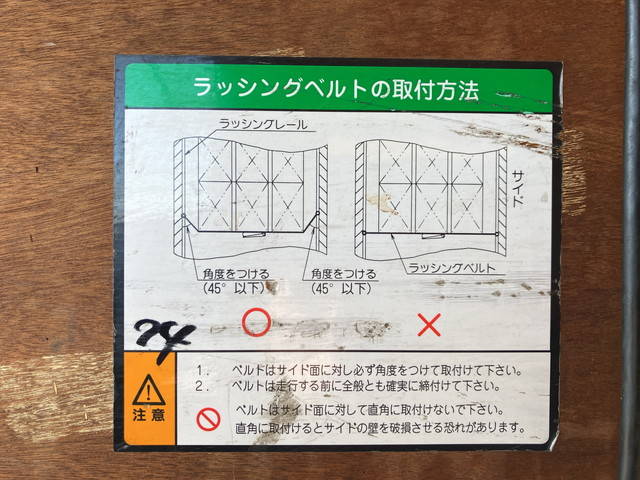 ラッシングベルトの取付方法
ラッシングレール
サイド
角度をつける
(45° 以下)
角度をつける
(45° 以下)
ラッシングベルト
○
×
24
注意
1. ベルトはサイド面に対し必ず角度をつけて取付けて下さい。
2. ベルトは走行する前に全般とも確実に締付けて下さい。
ベルトはサイド面に対して直角に取付けないで下さい。
直角に取付けるとサイドの壁を破損させる恐れがあります。